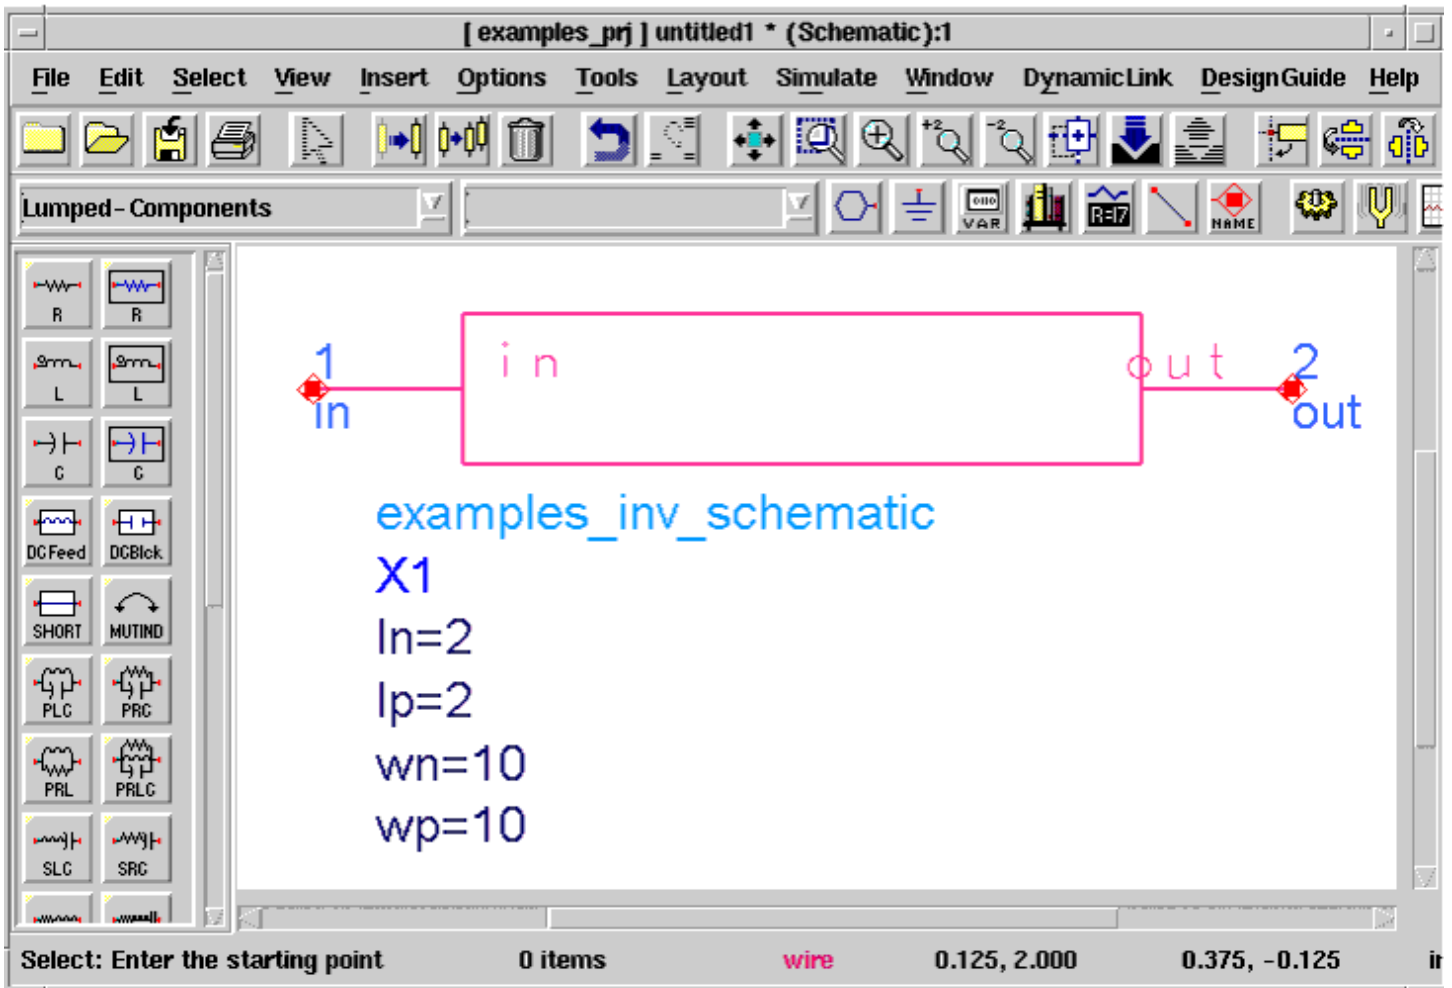 [ examples_prj ] untitled1 * (Schematic):1
File Edit Select View Insert Options Tools Layout Simulate Window DynamicLink DesignGuide Help
+2 -2
Lumped-Components
VAR R=17 NAME
R R
L L
C C
DCFeed DCBlck
SHORT MUTIND
PLC PRC
PRL PRLC
SLC SRC
in out
1 2
in out
examples_inv_schematic
X1
ln=2
lp=2
wn=10
wp=10
Select: Enter the starting point 0 items wire 0.125, 2.000 0.375, -0.125